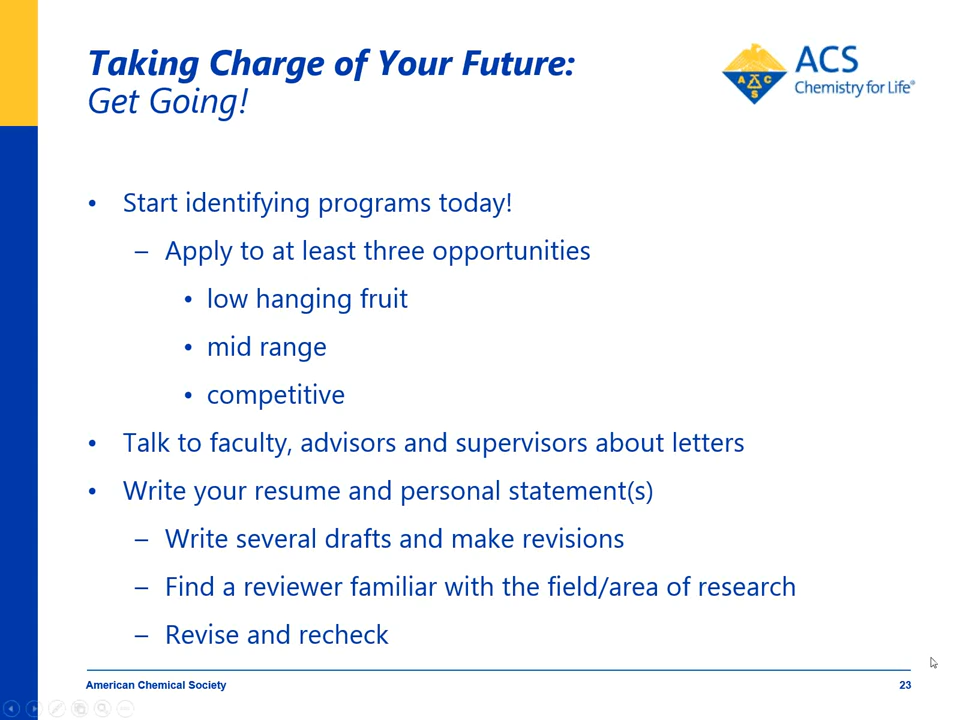 Taking Charge of Your Future:
Get Going!
A C S
ACS
Chemistry for Life®
• Start identifying programs today!
– Apply to at least three opportunities
• low hanging fruit
• mid range
• competitive
• Talk to faculty, advisors and supervisors about letters
• Write your resume and personal statement(s)
– Write several drafts and make revisions
– Find a reviewer familiar with the field/area of research
– Revise and recheck
American Chemical Society
23